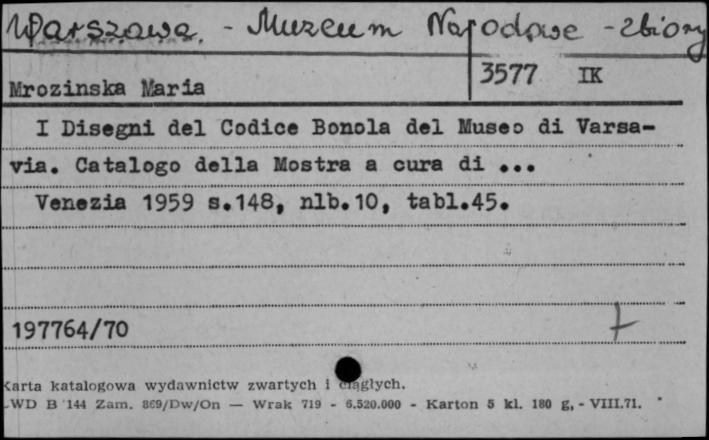 Warszawa. - Muzeum Narodowe - zbiory
3577 IK
Mrozinska Maria
I Disegni del Codice Bonola del Museo di Varsa-
via. Catalogo della Mostra a cura di ...
Venezia 1959 s.148, nlb.10, tabl.45.
197764/70
Karta katalogowa wydawnictw zwartych i ciągłych.
LWD B 144 Zam. 869/Dw/On — Wrak 719 - 6.520.000 - Karton 5 kl. 180 g, - VIII.71.